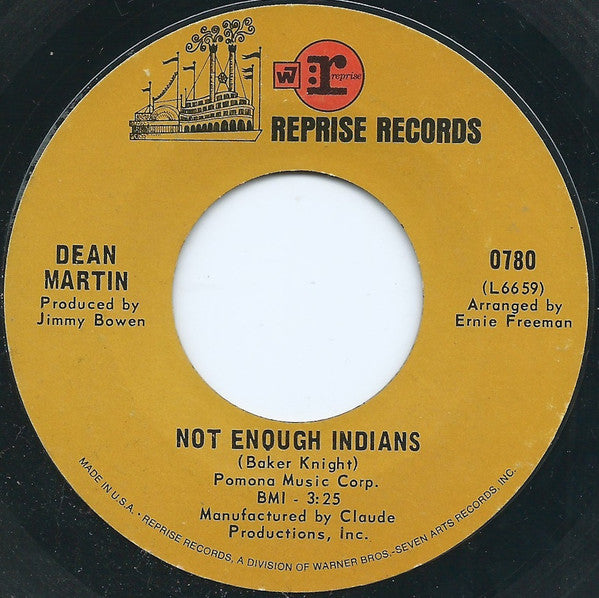 W7
r
reprise
REPRISE RECORDS
DEAN
MARTIN
Produced by
Jimmy Bowen
0780
(L6659)
Arranged by
Ernie Freeman
NOT ENOUGH INDIANS
(Baker Knight)
Pomona Music Corp.
BMI - 3:25
Manufactured by Claude
Productions, Inc.
MADE IN U.S.A. - REPRISE RECORDS, A DIVISION OF WARNER BROS.-SEVEN ARTS RECORDS, INC.